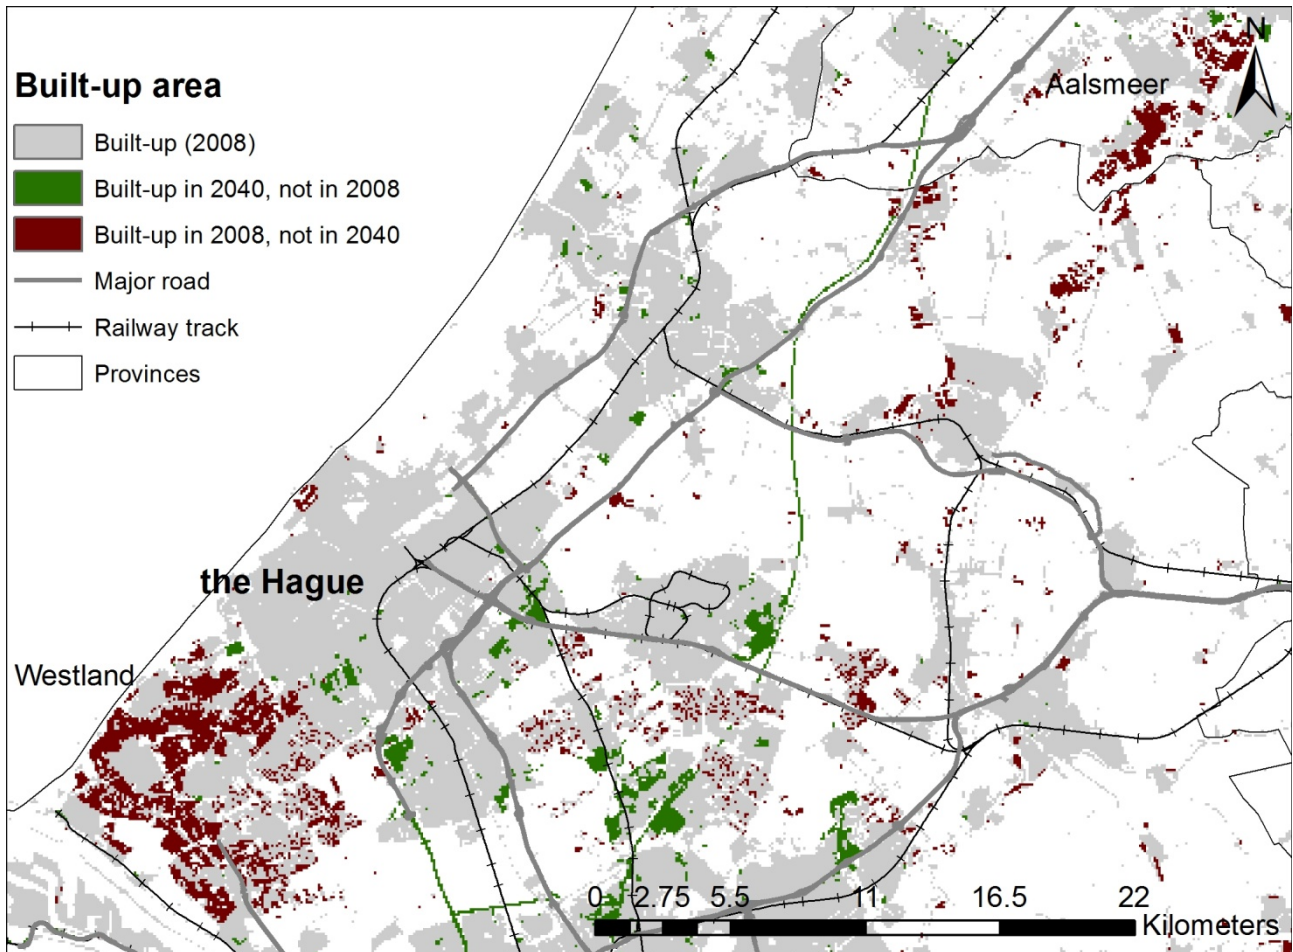 N
Aalsmeer
Built-up area
Built-up (2008)
Built-up in 2040, not in 2008
Built-up in 2008, not in 2040
Major road
Railway track
Provinces
the Hague
Westland
0 2.75 5.5 11 16.5 22
Kilometers